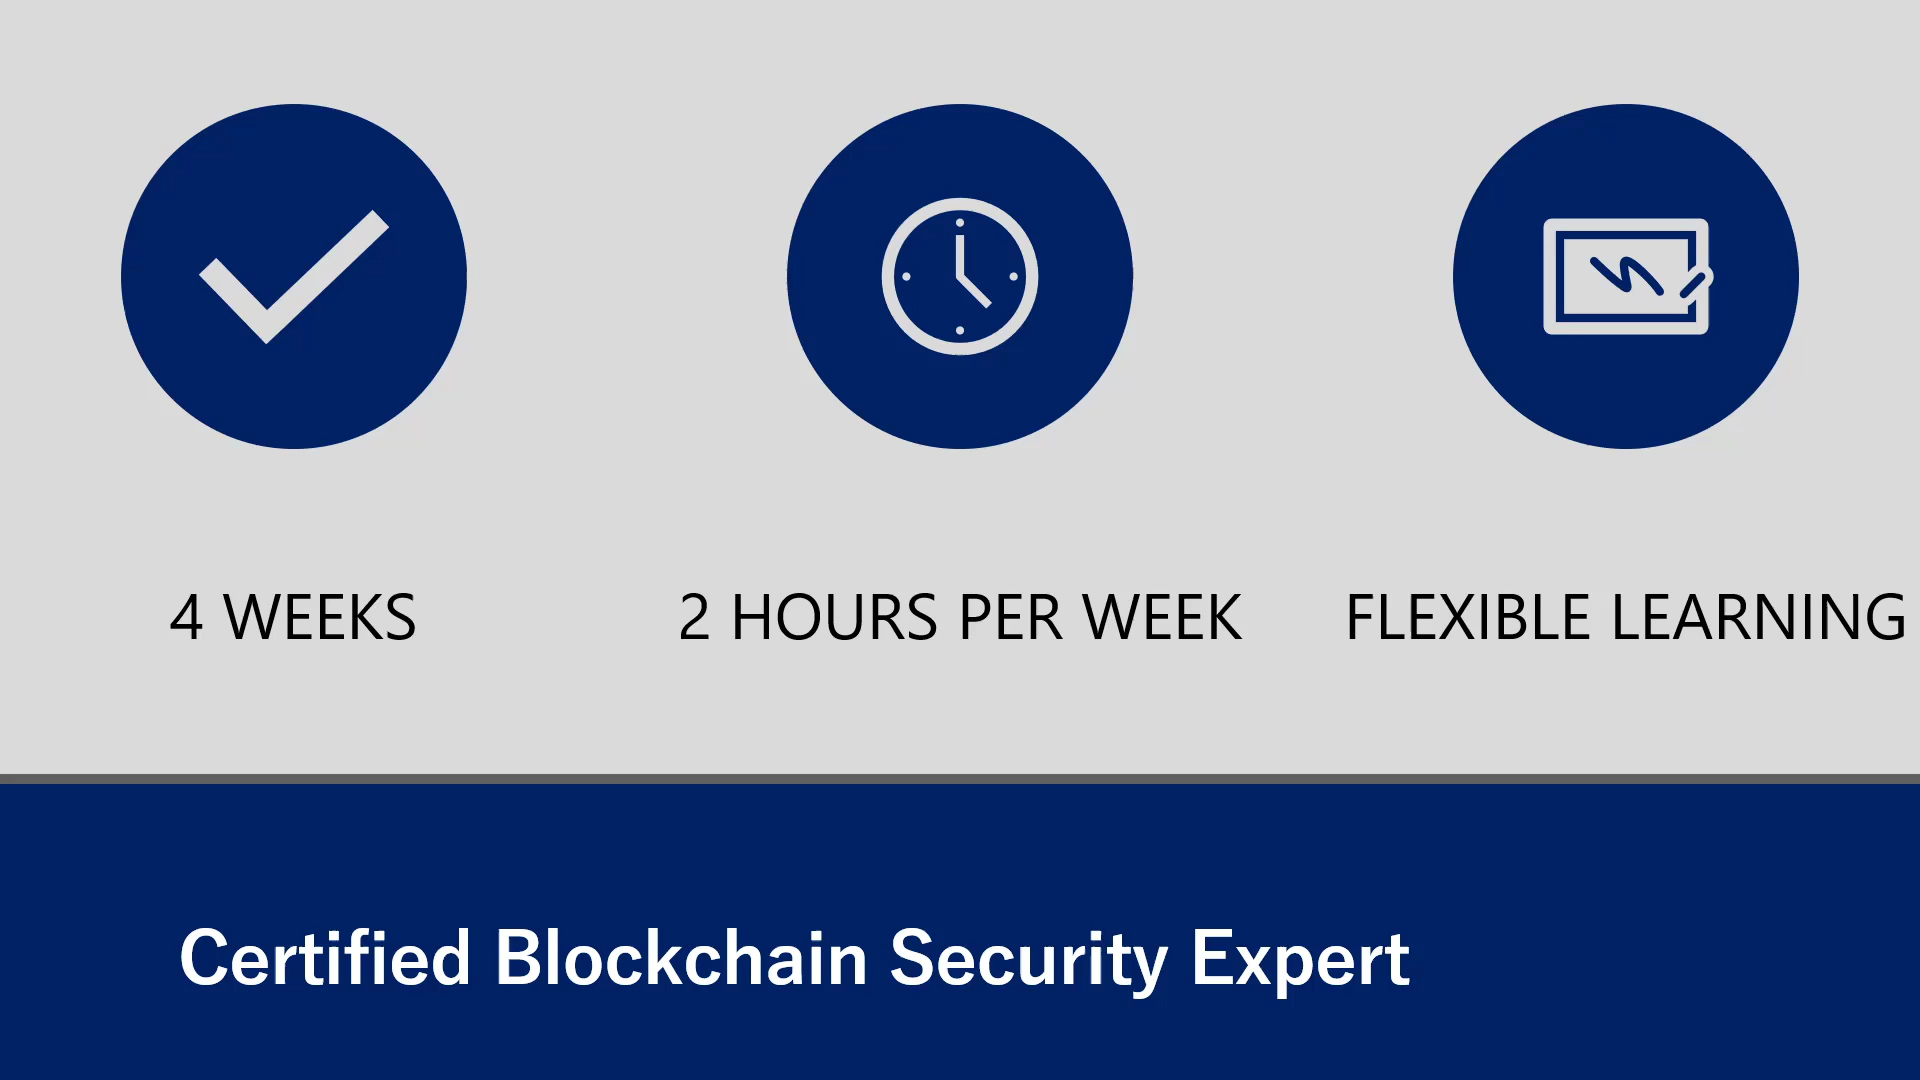 4 WEEKS
2 HOURS PER WEEK
FLEXIBLE LEARNING
Certified Blockchain Security Expert